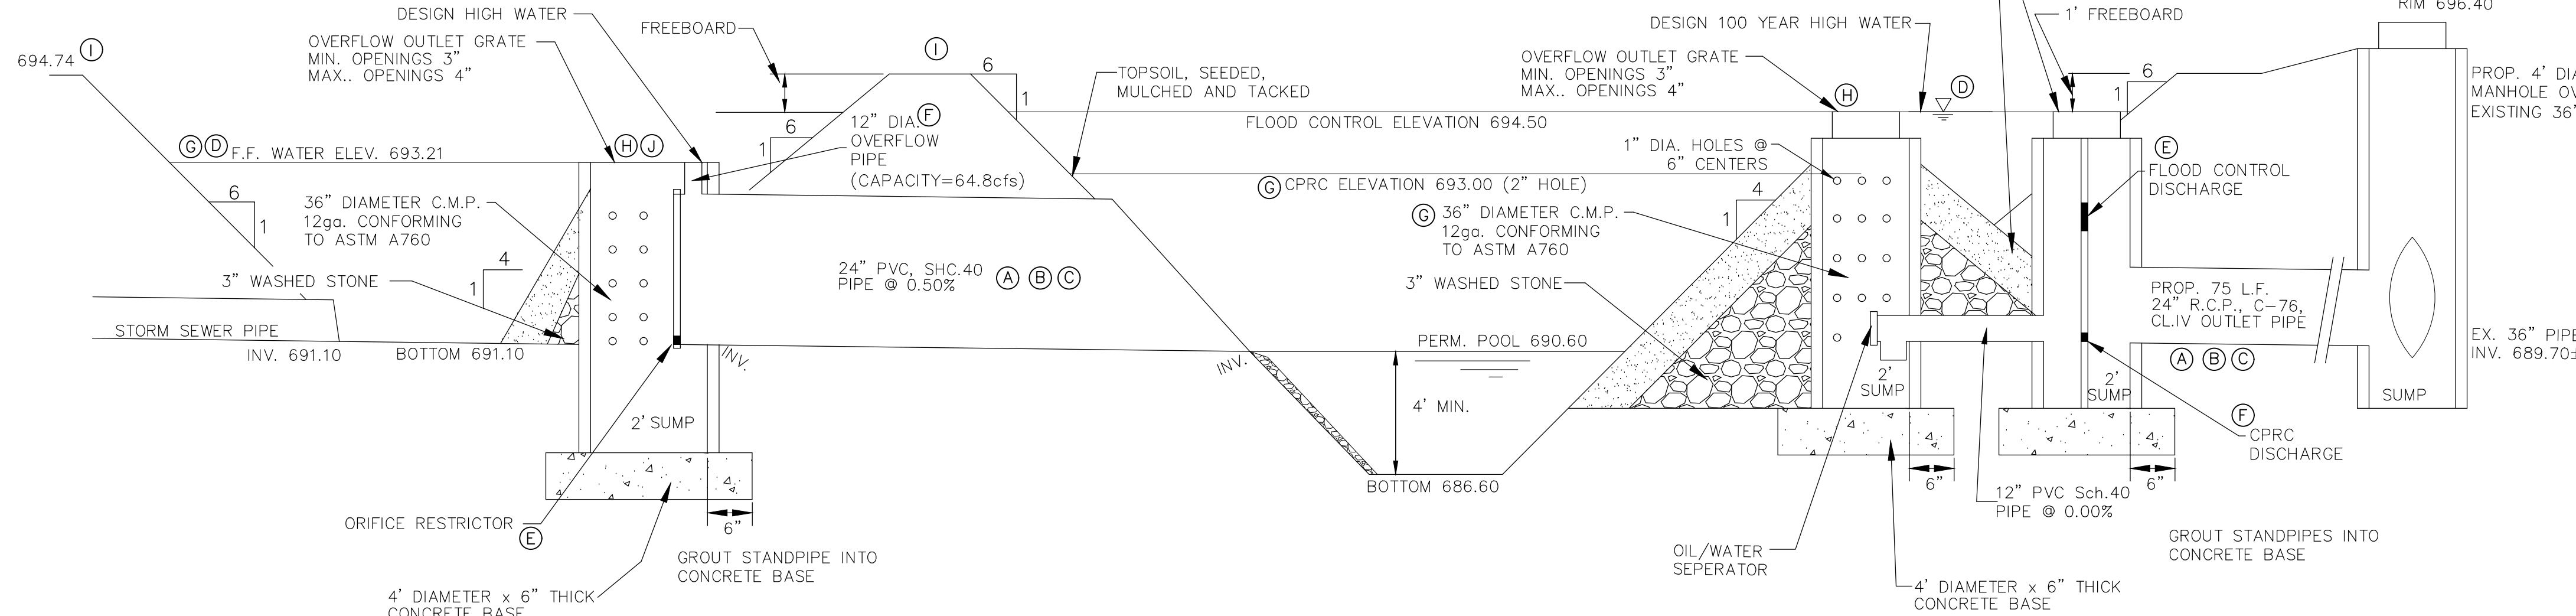 DESIGN HIGH WATER
OVERFLOW OUTLET GRATE
MIN. OPENINGS 3"
MAX.. OPENINGS 4"
694.74 I
FREEBOARD
I
6
1
TOPSOIL, SEEDED,
MULCHED AND TACKED
6
1
12" DIA. F
OVERFLOW
PIPE
(CAPACITY=64.8cfs)
G D F.F. WATER ELEV. 693.21
H J
6
1
36" DIAMETER C.M.P.
12ga. CONFORMING
TO ASTM A760
4
1
3" WASHED STONE
STORM SEWER PIPE
INV. 691.10
BOTTOM 691.10
24" PVC, SHC.40
PIPE @ 0.50%
A B C
INV.
INV.
2' SUMP
ORIFICE RESTRICTOR
E
6"
GROUT STANDPIPE INTO
CONCRETE BASE
4' DIAMETER x 6" THICK
CONCRETE BASE
DESIGN 100 YEAR HIGH WATER
OVERFLOW OUTLET GRATE
MIN. OPENINGS 3"
MAX.. OPENINGS 4"
H
D
FLOOD CONTROL ELEVATION 694.50
1" DIA. HOLES @
6" CENTERS
G CPRC ELEVATION 693.00 (2" HOLE)
4
1
G 36" DIAMETER C.M.P.
12ga. CONFORMING
TO ASTM A760
3" WASHED STONE
PERM. POOL 690.60
4' MIN.
BOTTOM 686.60
2'
SUMP
OIL/WATER
SEPERATOR
6"
12" PVC Sch.40
PIPE @ 0.00%
4' DIAMETER x 6" THICK
CONCRETE BASE
1' FREEBOARD
6
1
RIM 696.40
PROP. 4' DIA
MANHOLE OV
EXISTING 36"
E
FLOOD CONTROL
DISCHARGE
PROP. 75 L.F.
24" R.C.P., C-76,
CL.IV OUTLET PIPE
A B C
EX. 36" PIPE
INV. 689.70±
2'
SUMP
SUMP
F
CPRC
DISCHARGE
6"
GROUT STANDPIPES INTO
CONCRETE BASE